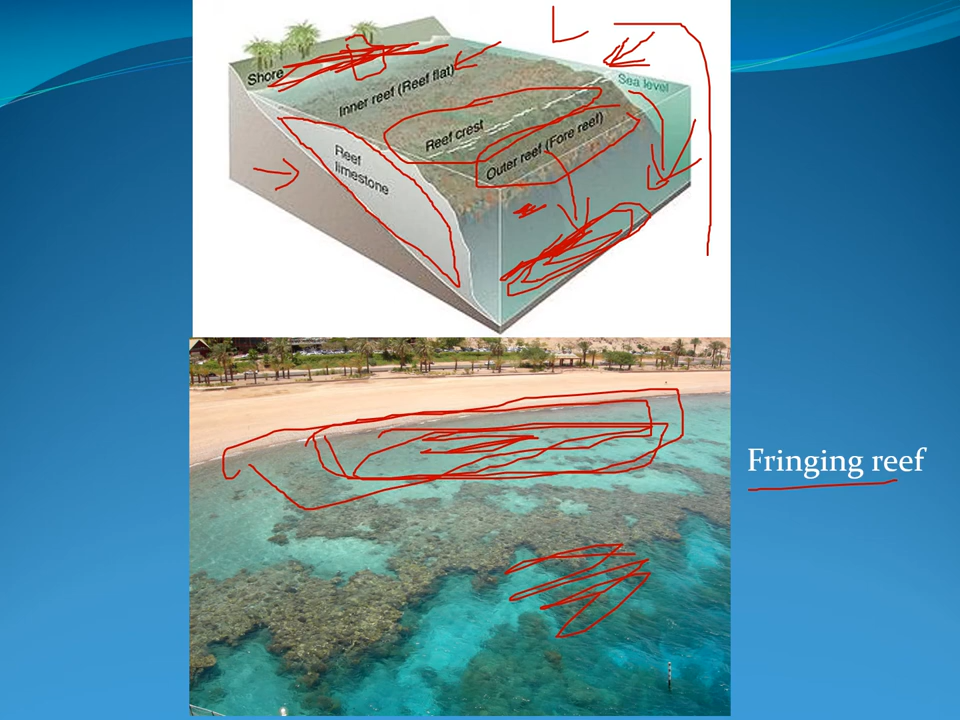 Shore
Inner reef (Reef flat)
Sea level
Reef crest
Outer reef (Fore reef)
Reef
limestone
Fringing reef